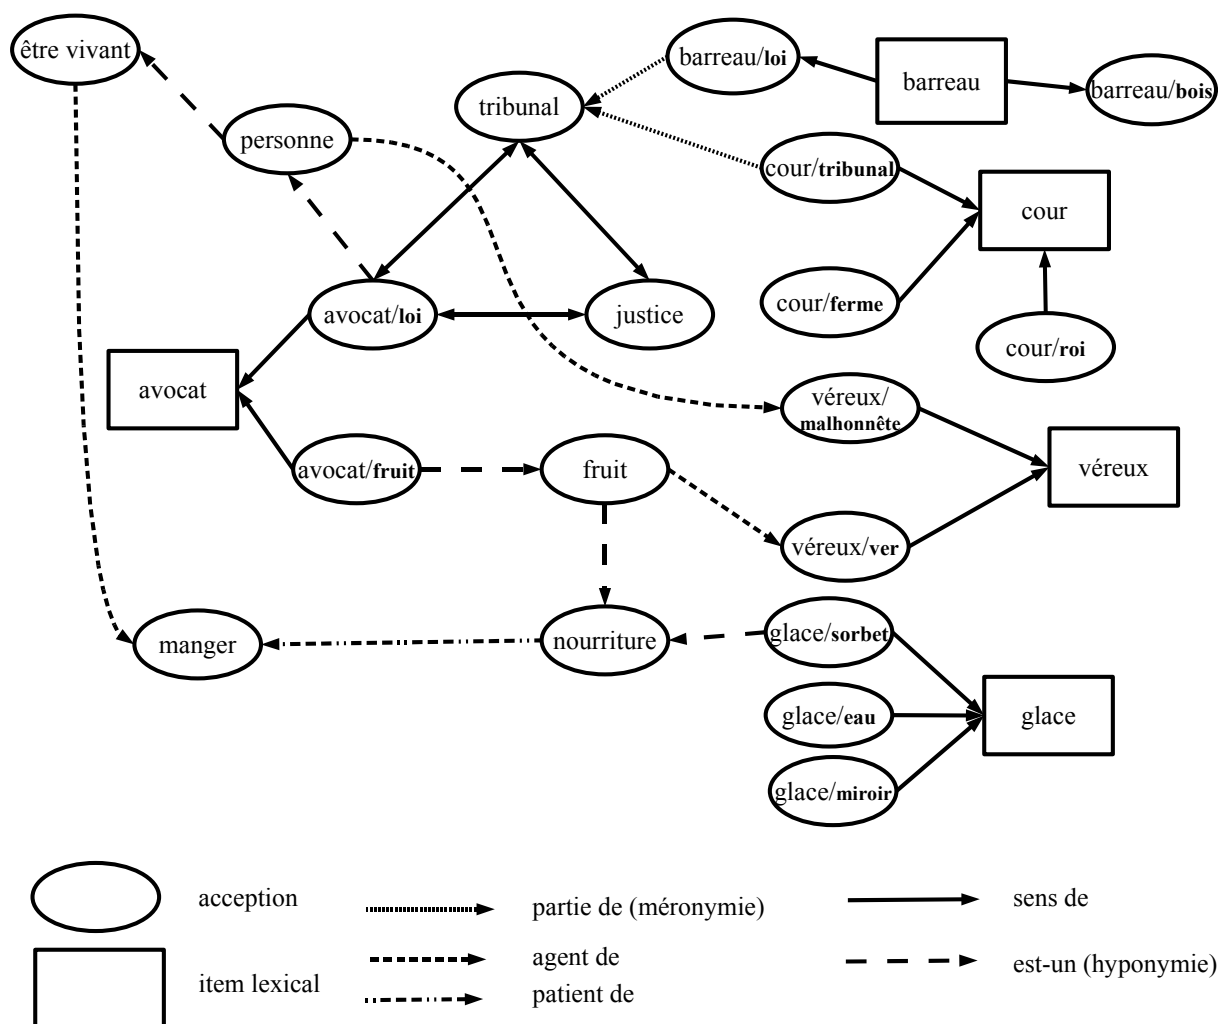 être vivant
barreau/loi
barreau
barreau/bois
tribunal
personne
cour/tribunal
cour
avocat/loi
justice
cour/ferme
cour/roi
avocat
véreux/
malhonnête
avocat/fruit
fruit
véreux
véreux/ver
manger
nourriture
glace/sorbet
glace/eau
glace
glace/miroir
acception
partie de (méronymie)
sens de
agent de
est-un (hyponymie)
item lexical
patient de